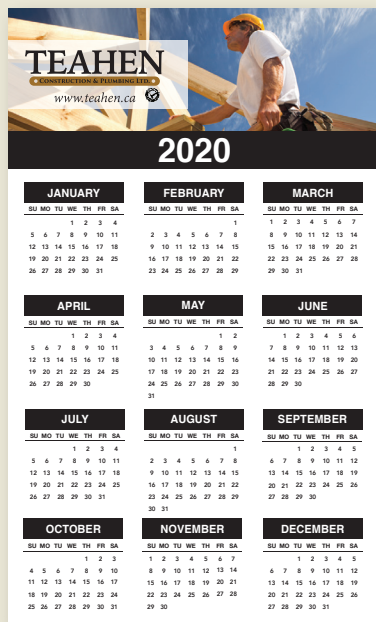 TEAHEN
CONSTRUCTION & PLUMBING LTD.
www.teahen.ca
2020
JANUARY
SU MO TU WE TH FR SA
1 2 3 4
5 6 7 8 9 10 11
12 13 14 15 16 17 18
19 20 21 22 23 24 25
26 27 28 29 30 31
FEBRUARY
SU MO TU WE TH FR SA
1
2 3 4 5 6 7 8
9 10 11 12 13 14 15
16 17 18 19 20 21 22
23 24 25 26 27 28 29
MARCH
SU MO TU WE TH FR SA
1 2 3 4 5 6 7
8 9 10 11 12 13 14
15 16 17 18 19 20 21
22 23 24 25 26 27 28
29 30 31
APRIL
SU MO TU WE TH FR SA
1 2 3 4
5 6 7 8 9 10 11
12 13 14 15 16 17 18
19 20 21 22 23 24 25
26 27 28 29 30
MAY
SU MO TU WE TH FR SA
1 2
3 4 5 6 7 8 9
10 11 12 13 14 15 16
17 18 19 20 21 22 23
24 25 26 27 28 29 30
31
JUNE
SU MO TU WE TH FR SA
1 2 3 4 5 6
7 8 9 10 11 12 13
14 15 16 17 18 19 20
21 22 23 24 25 26 27
28 29 30
JULY
SU MO TU WE TH FR SA
1 2 3 4
5 6 7 8 9 10 11
12 13 14 15 16 17 18
19 20 21 22 23 24 25
26 27 28 29 30 31
AUGUST
SU MO TU WE TH FR SA
1
2 3 4 5 6 7 8
9 10 11 12 13 14 15
16 17 18 19 20 21 22
23 24 25 26 27 28 29
30 31
SEPTEMBER
SU MO TU WE TH FR SA
1 2 3 4 5
6 7 8 9 10 11 12
13 14 15 16 17 18 19
20 21 22 23 24 25 26
27 28 29 30
OCTOBER
SU MO TU WE TH FR SA
1 2 3
4 5 6 7 8 9 10
11 12 13 14 15 16 17
18 19 20 21 22 23 24
25 26 27 28 29 30 31
NOVEMBER
SU MO TU WE TH FR SA
1 2 3 4 5 6 7
8 9 10 11 12 13 14
15 16 17 18 19 20 21
22 23 24 25 26 27 28
29 30
DECEMBER
SU MO TU WE TH FR SA
1 2 3 4 5
6 7 8 9 10 11 12
13 14 15 16 17 18 19
20 21 22 23 24 25 26
27 28 29 30 31